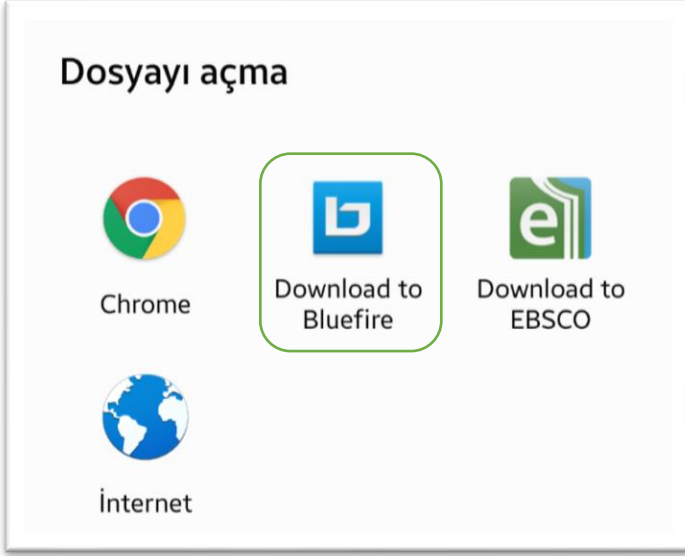 Dosyayı açma
Chrome
Download to
Bluefire
Download to
EBSCO
İnternet